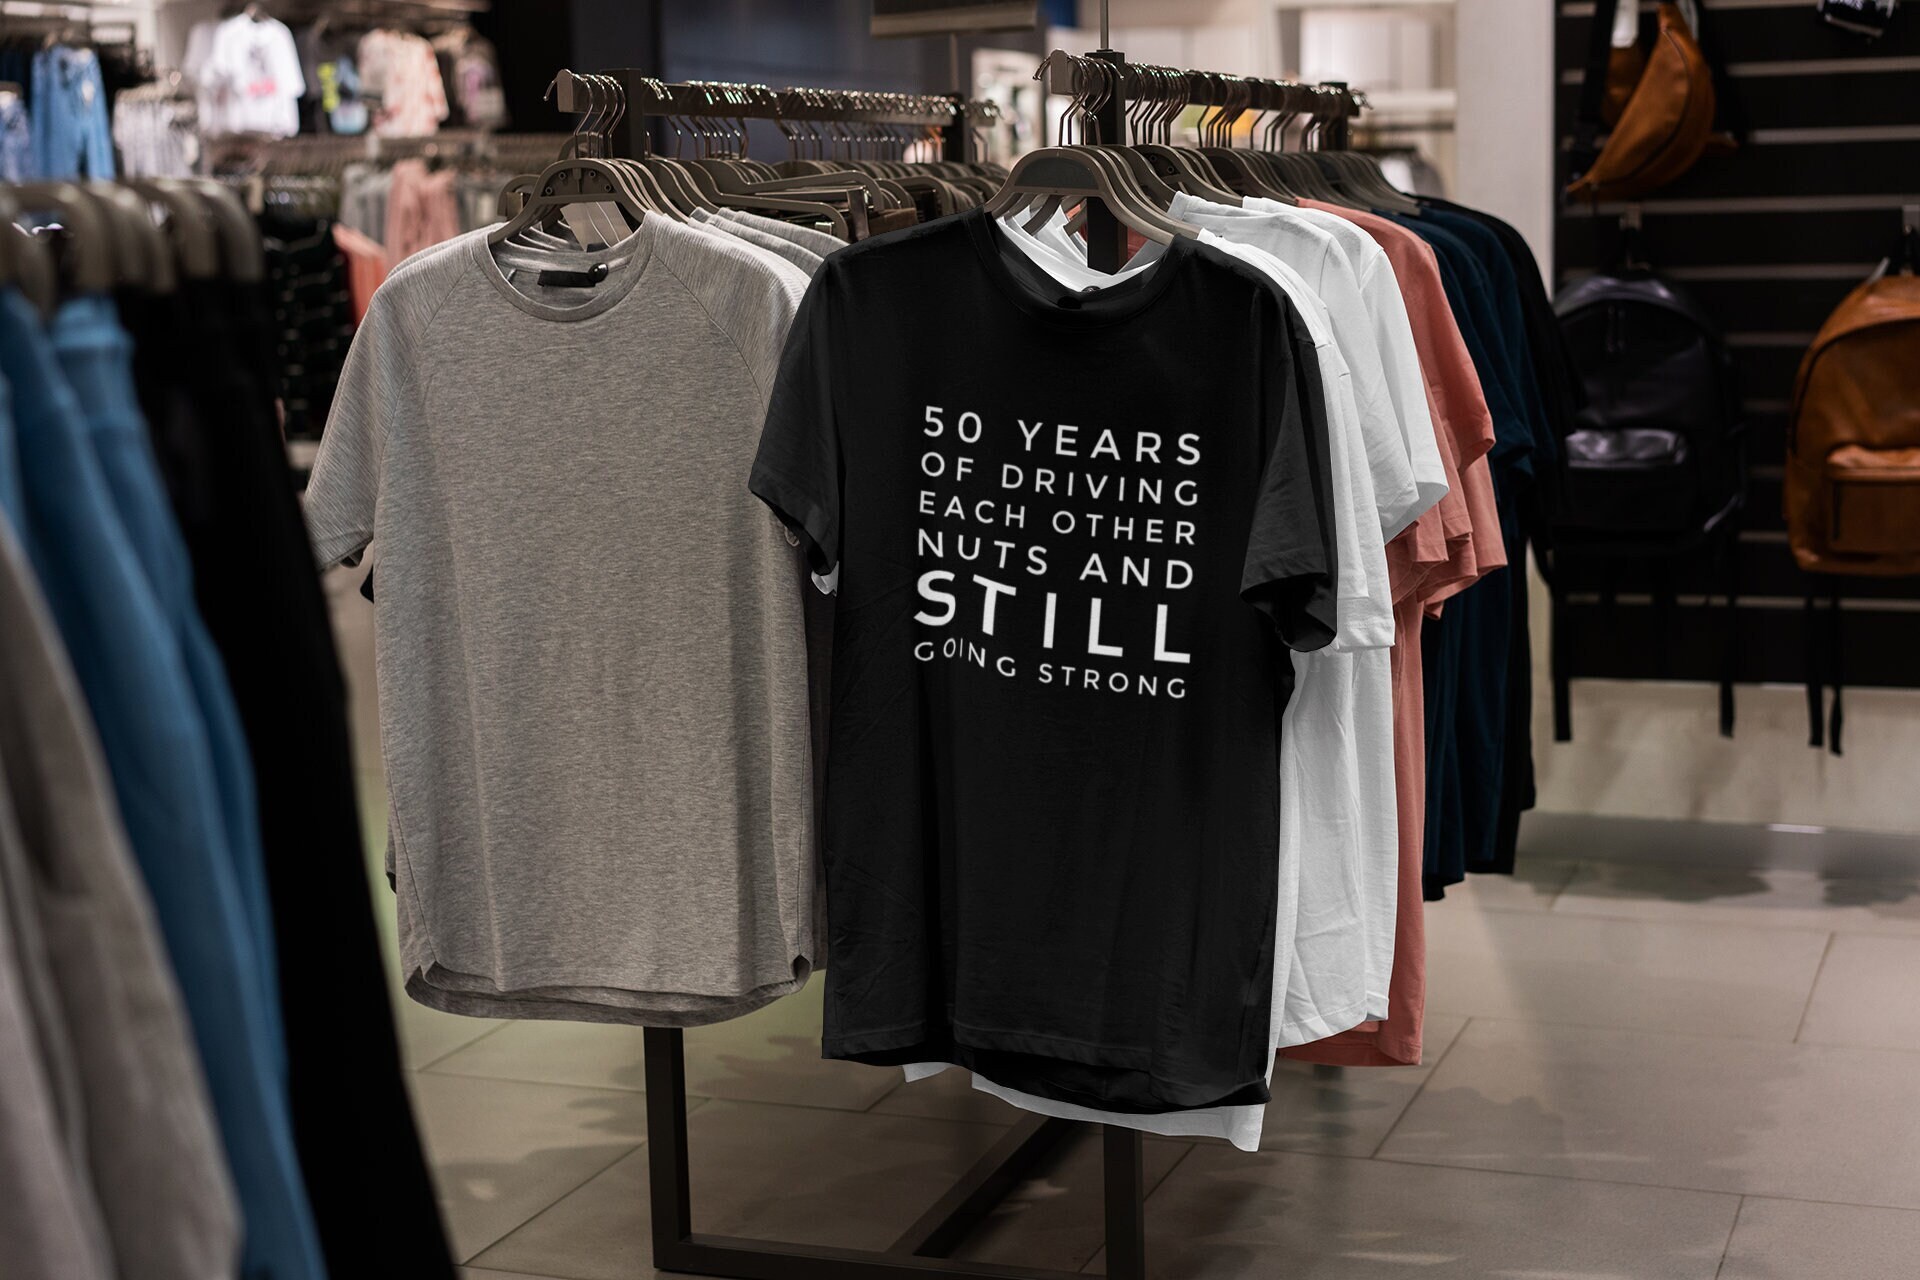 50 YEARS
OF DRIVING
EACH OTHER
NUTS AND
STILL
GOING STRONG